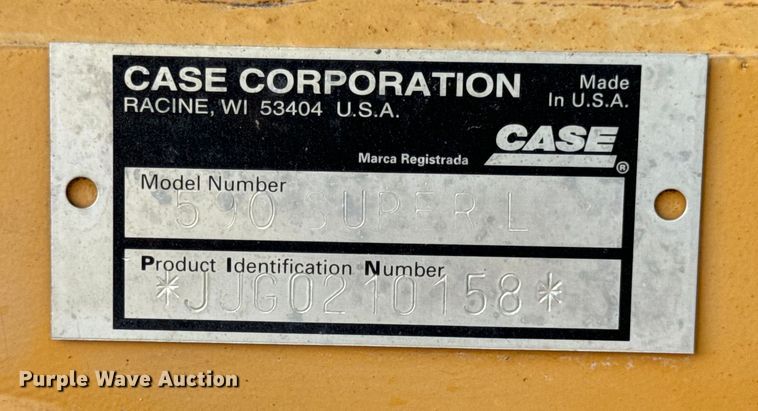 CASE CORPORATION
RACINE, WI 53404 U.S.A.
Made
In U.S.A.
CASE
®
Marca Registrada
Model Number
590 SUPER L
Product Identification Number
*JJG0210158*
Purple Wave Auction